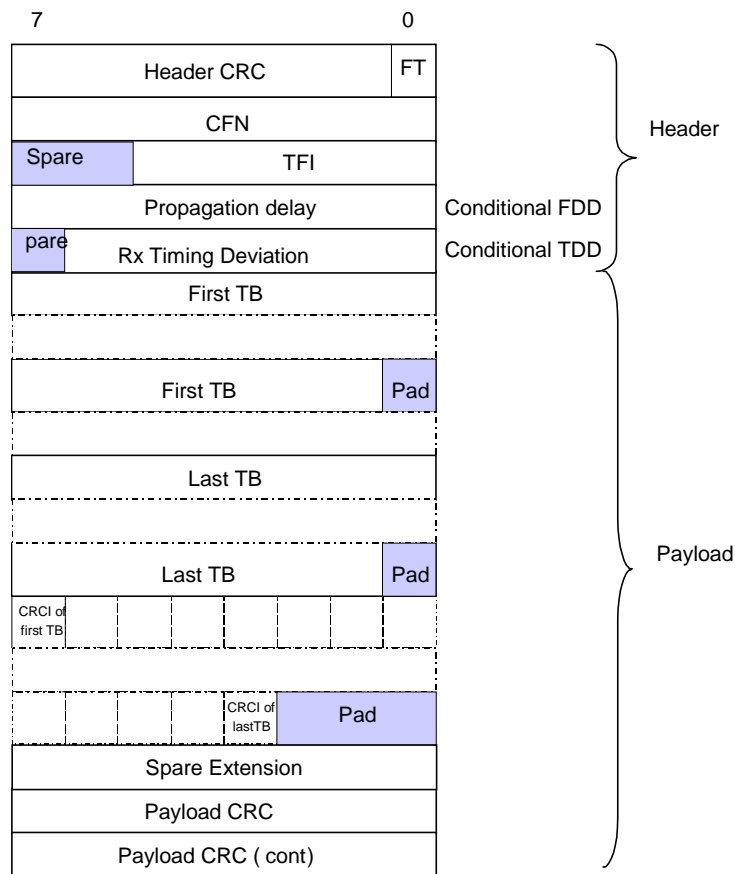 7 0
Header CRC FT
CFN
Header
Spare TFI
Propagation delay Conditional FDD
pare Rx Timing Deviation Conditional TDD
First TB
First TB Pad
Last TB
Payload
Last TB Pad
CRCI of
first TB
CRCI of
lastTB
Pad
Spare Extension
Payload CRC
Payload CRC ( cont)